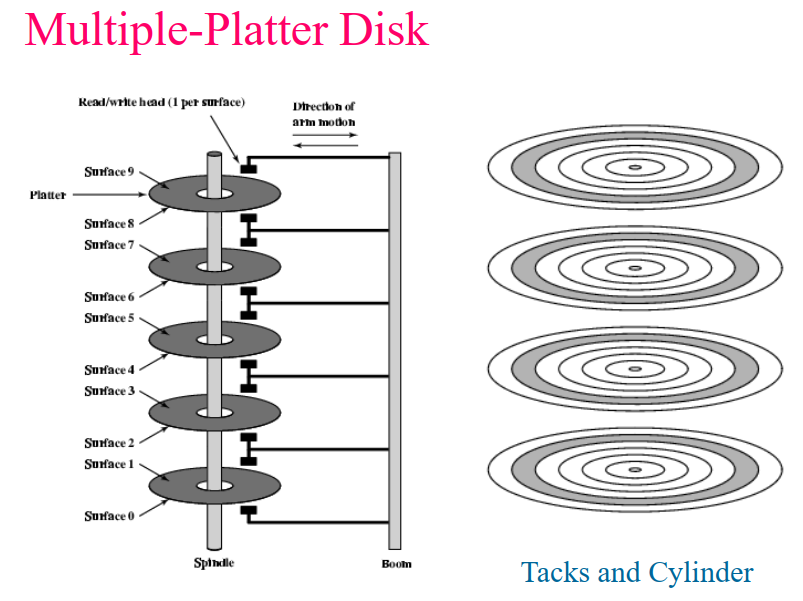 Multiple-Platter Disk
Read/write head (1 per surface)
Direction of
arm motion
Surface 9
Platter
Surface 8
Surface 7
Surface 6
Surface 5
Surface 4
Surface 3
Surface 2
Surface 1
Surface 0
Spindle
Boom
Tacks and Cylinder